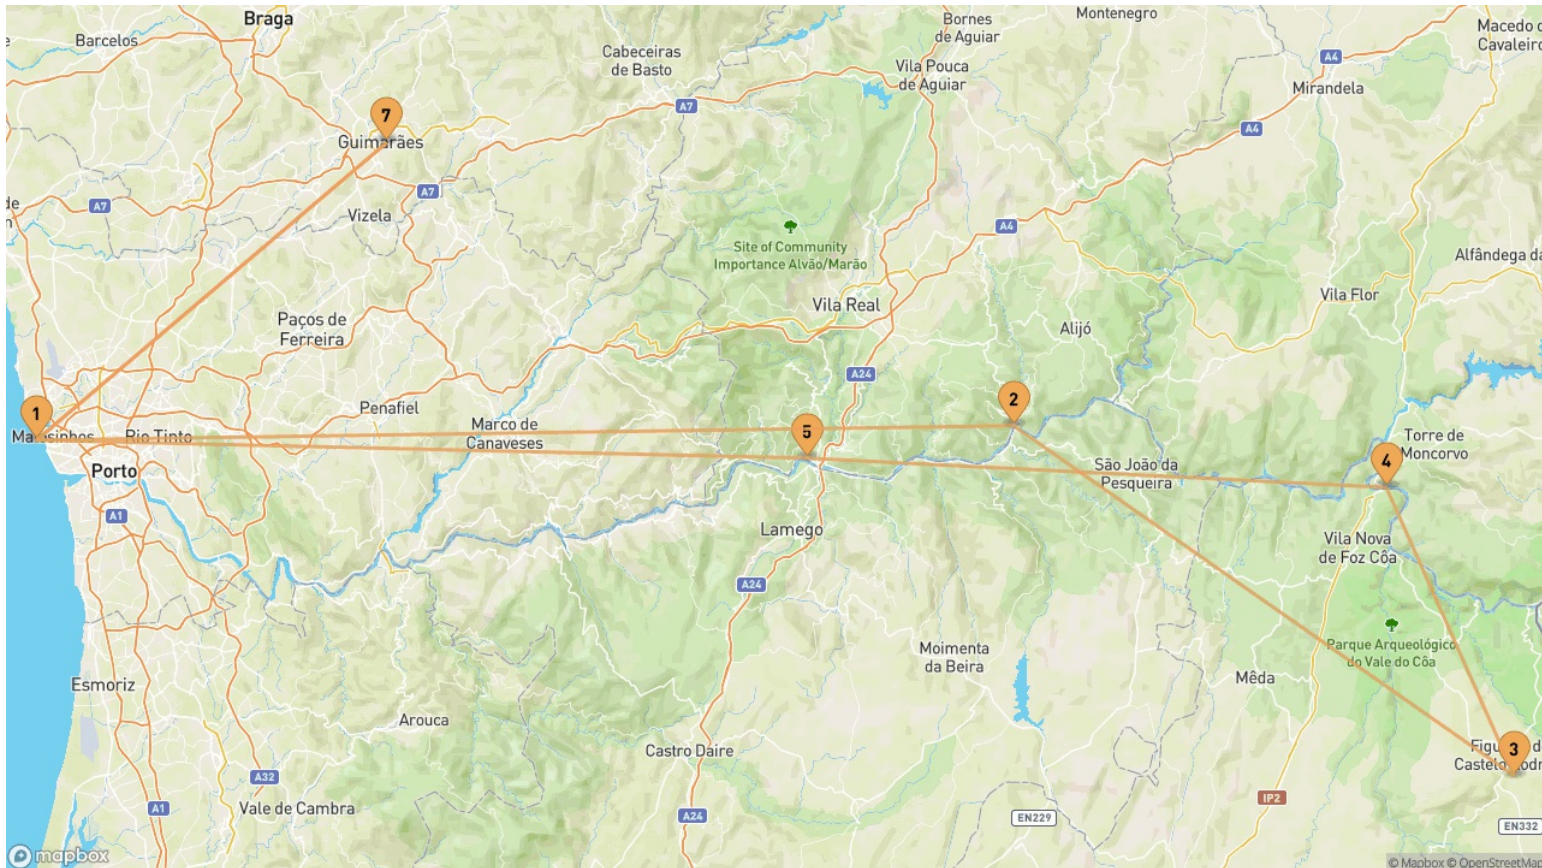 Braga
Barcelos
Bornes
de Aguiar
Montenegro
Macedo
Cavaleiro
Cabeceiras
de Basto
Vila Pouca
de Aguiar
A4
Mirandela
A7
7
Guimarães
A4
A7
A7
de
Vizela
A4
Site of Community
Importance Alvão/Marão
Alfândega da
Vila Real
Vila Flor
Paços de
Ferreira
Alijó
A24
1
Penafiel
2
Matosinhos
Rio Tinto
Marco de
Canaveses
5
Torre de
Moncorvo
4
Porto
São João da
Pesqueira
A1
Lamego
Vila Nova
de Foz Côa
A24
Moimenta
da Beira
Parque Arqueológico
do Vale do Côa
Esmoriz
Mêda
Arouca
Castro Daire
3
A32
Vale de Cambra
A1
A24
EN229
IP2
EN332
mapbox
© Mapbox © OpenStreetMap